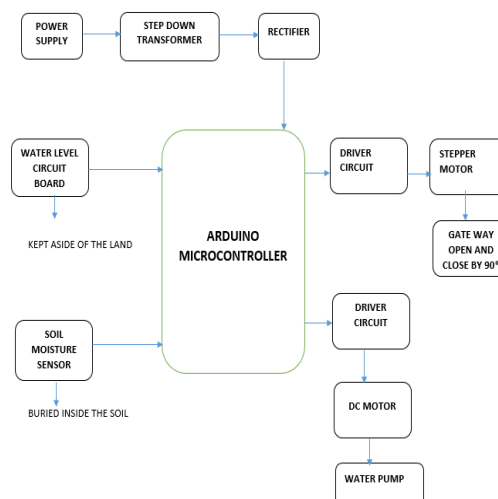 POWER
SUPPLY
STEP DOWN
TRANSFORMER
RECTIFIER
WATER LEVEL
CIRCUIT
BOARD
KEPT ASIDE OF THE LAND
ARDUINO
MICROCONTROLLER
DRIVER
CIRCUIT
STEPPER
MOTOR
GATE WAY
OPEN AND
CLOSE BY 90°
SOIL
MOISTURE
SENSOR
BURIED INSIDE THE SOIL
DRIVER
CIRCUIT
DC MOTOR
WATER PUMP